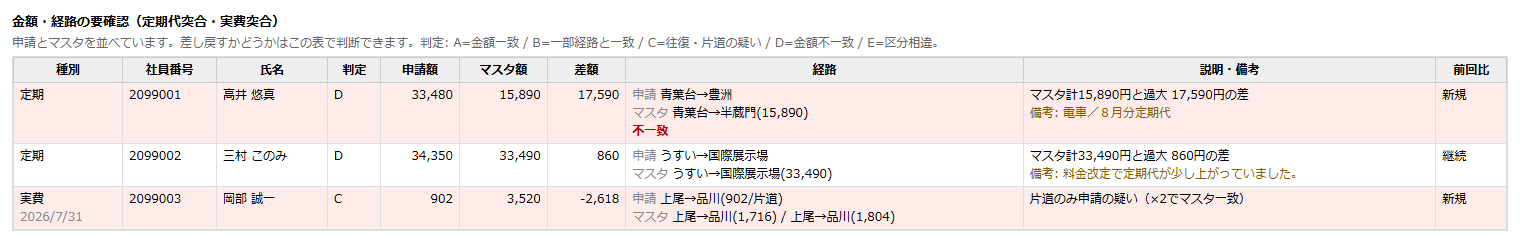 金額・経路の要確認（定期代突合・実費突合）
申請とマスタを並べています。差し戻すかどうかはこの表で判断できます。判定: A=金額一致 / B=一部経路と一致 / C=往復・片道の疑い / D=金額不一致 / E=区分相違。
種別 社員番号 氏名 判定 申請額 マスタ額 差額 経路 説明・備考 前回比
定期 2099001 高井 悠真 D 33,480 15,890 17,590 申請 青葉台→豊洲 マスタ計15,890円と過大 17,590円の差 新規
マスタ 青葉台→半蔵門(15,890) 備考: 電車／８月分定期代
不一致
定期 2099002 三村 このみ D 34,350 33,490 860 申請 うすい→国際展示場 マスタ計33,490円と過大 860円の差 継続
マスタ うすい→国際展示場(33,490) 備考: 料金改定で定期代が少し上がっていました。
実費 2099003 岡部 誠一 C 902 3,520 -2,618 申請 上尾→品川(902/片道) 片道のみ申請の疑い（×2でマスタ一致） 新規
2026/7/31 マスタ 上尾→品川(1,716) / 上尾→品川(1,804)